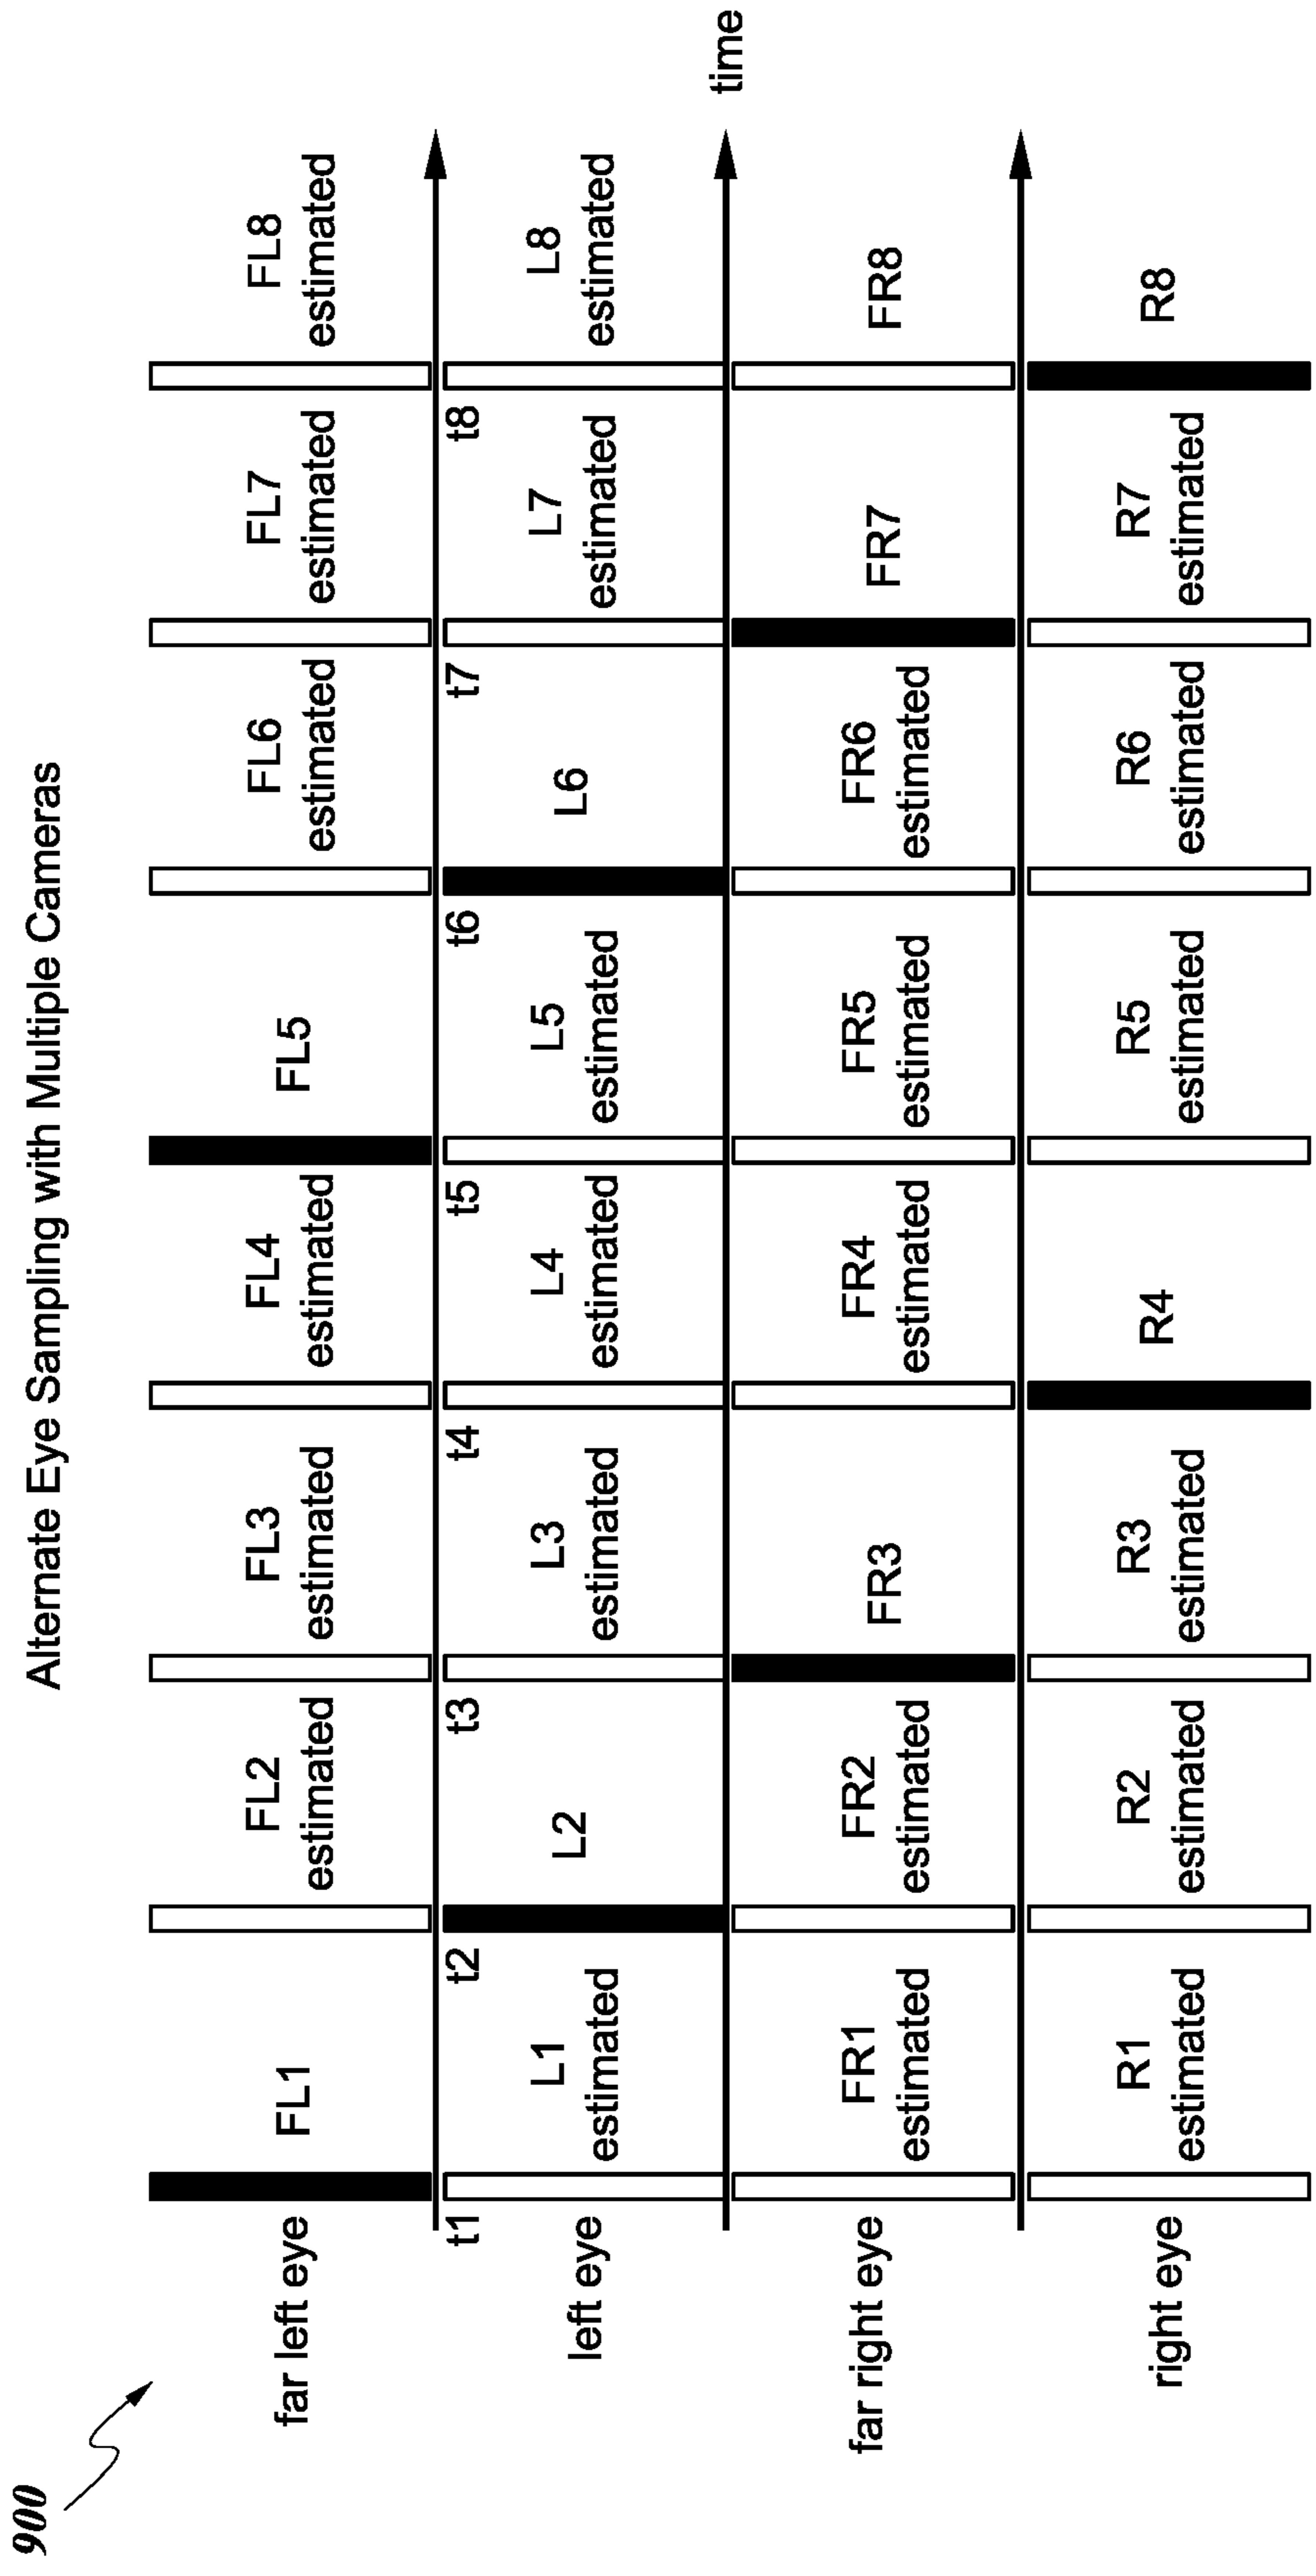 900
Alternate Eye Sampling with Multiple Cameras
far left eye
FL1
FL2
estimated
FL3
estimated
FL4
estimated
FL5
FL6
estimated
FL7
estimated
FL8
estimated
t1
t2
t3
t4
t5
t6
t7
t8
left eye
L1
estimated
L2
L3
estimated
L4
estimated
L5
estimated
L6
L7
estimated
L8
estimated
time
far right eye
FR1
estimated
FR2
estimated
FR3
FR4
estimated
FR5
estimated
FR6
estimated
FR7
FR8
right eye
R1
estimated
R2
estimated
R3
estimated
R4
R5
estimated
R6
estimated
R7
estimated
R8